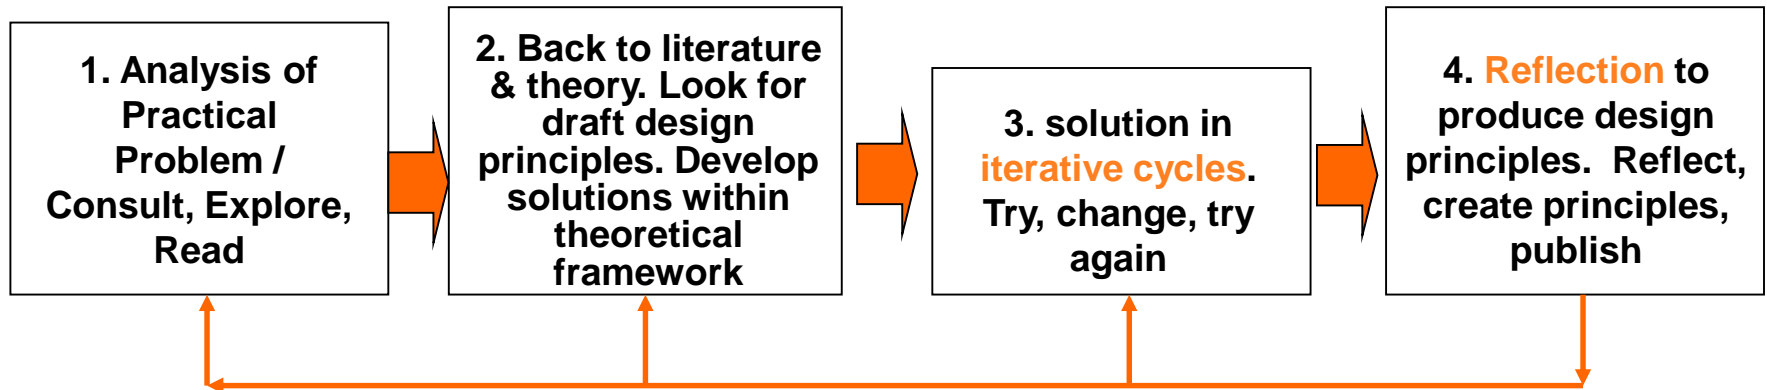 1. Analysis of
Practical
Problem /
Consult, Explore,
Read
2. Back to literature
& theory. Look for
draft design
principles. Develop
solutions within
theoretical
framework
3. solution in
iterative cycles.
Try, change, try
again
4. Reflection to
produce design
principles.  Reflect,
create principles,
publish